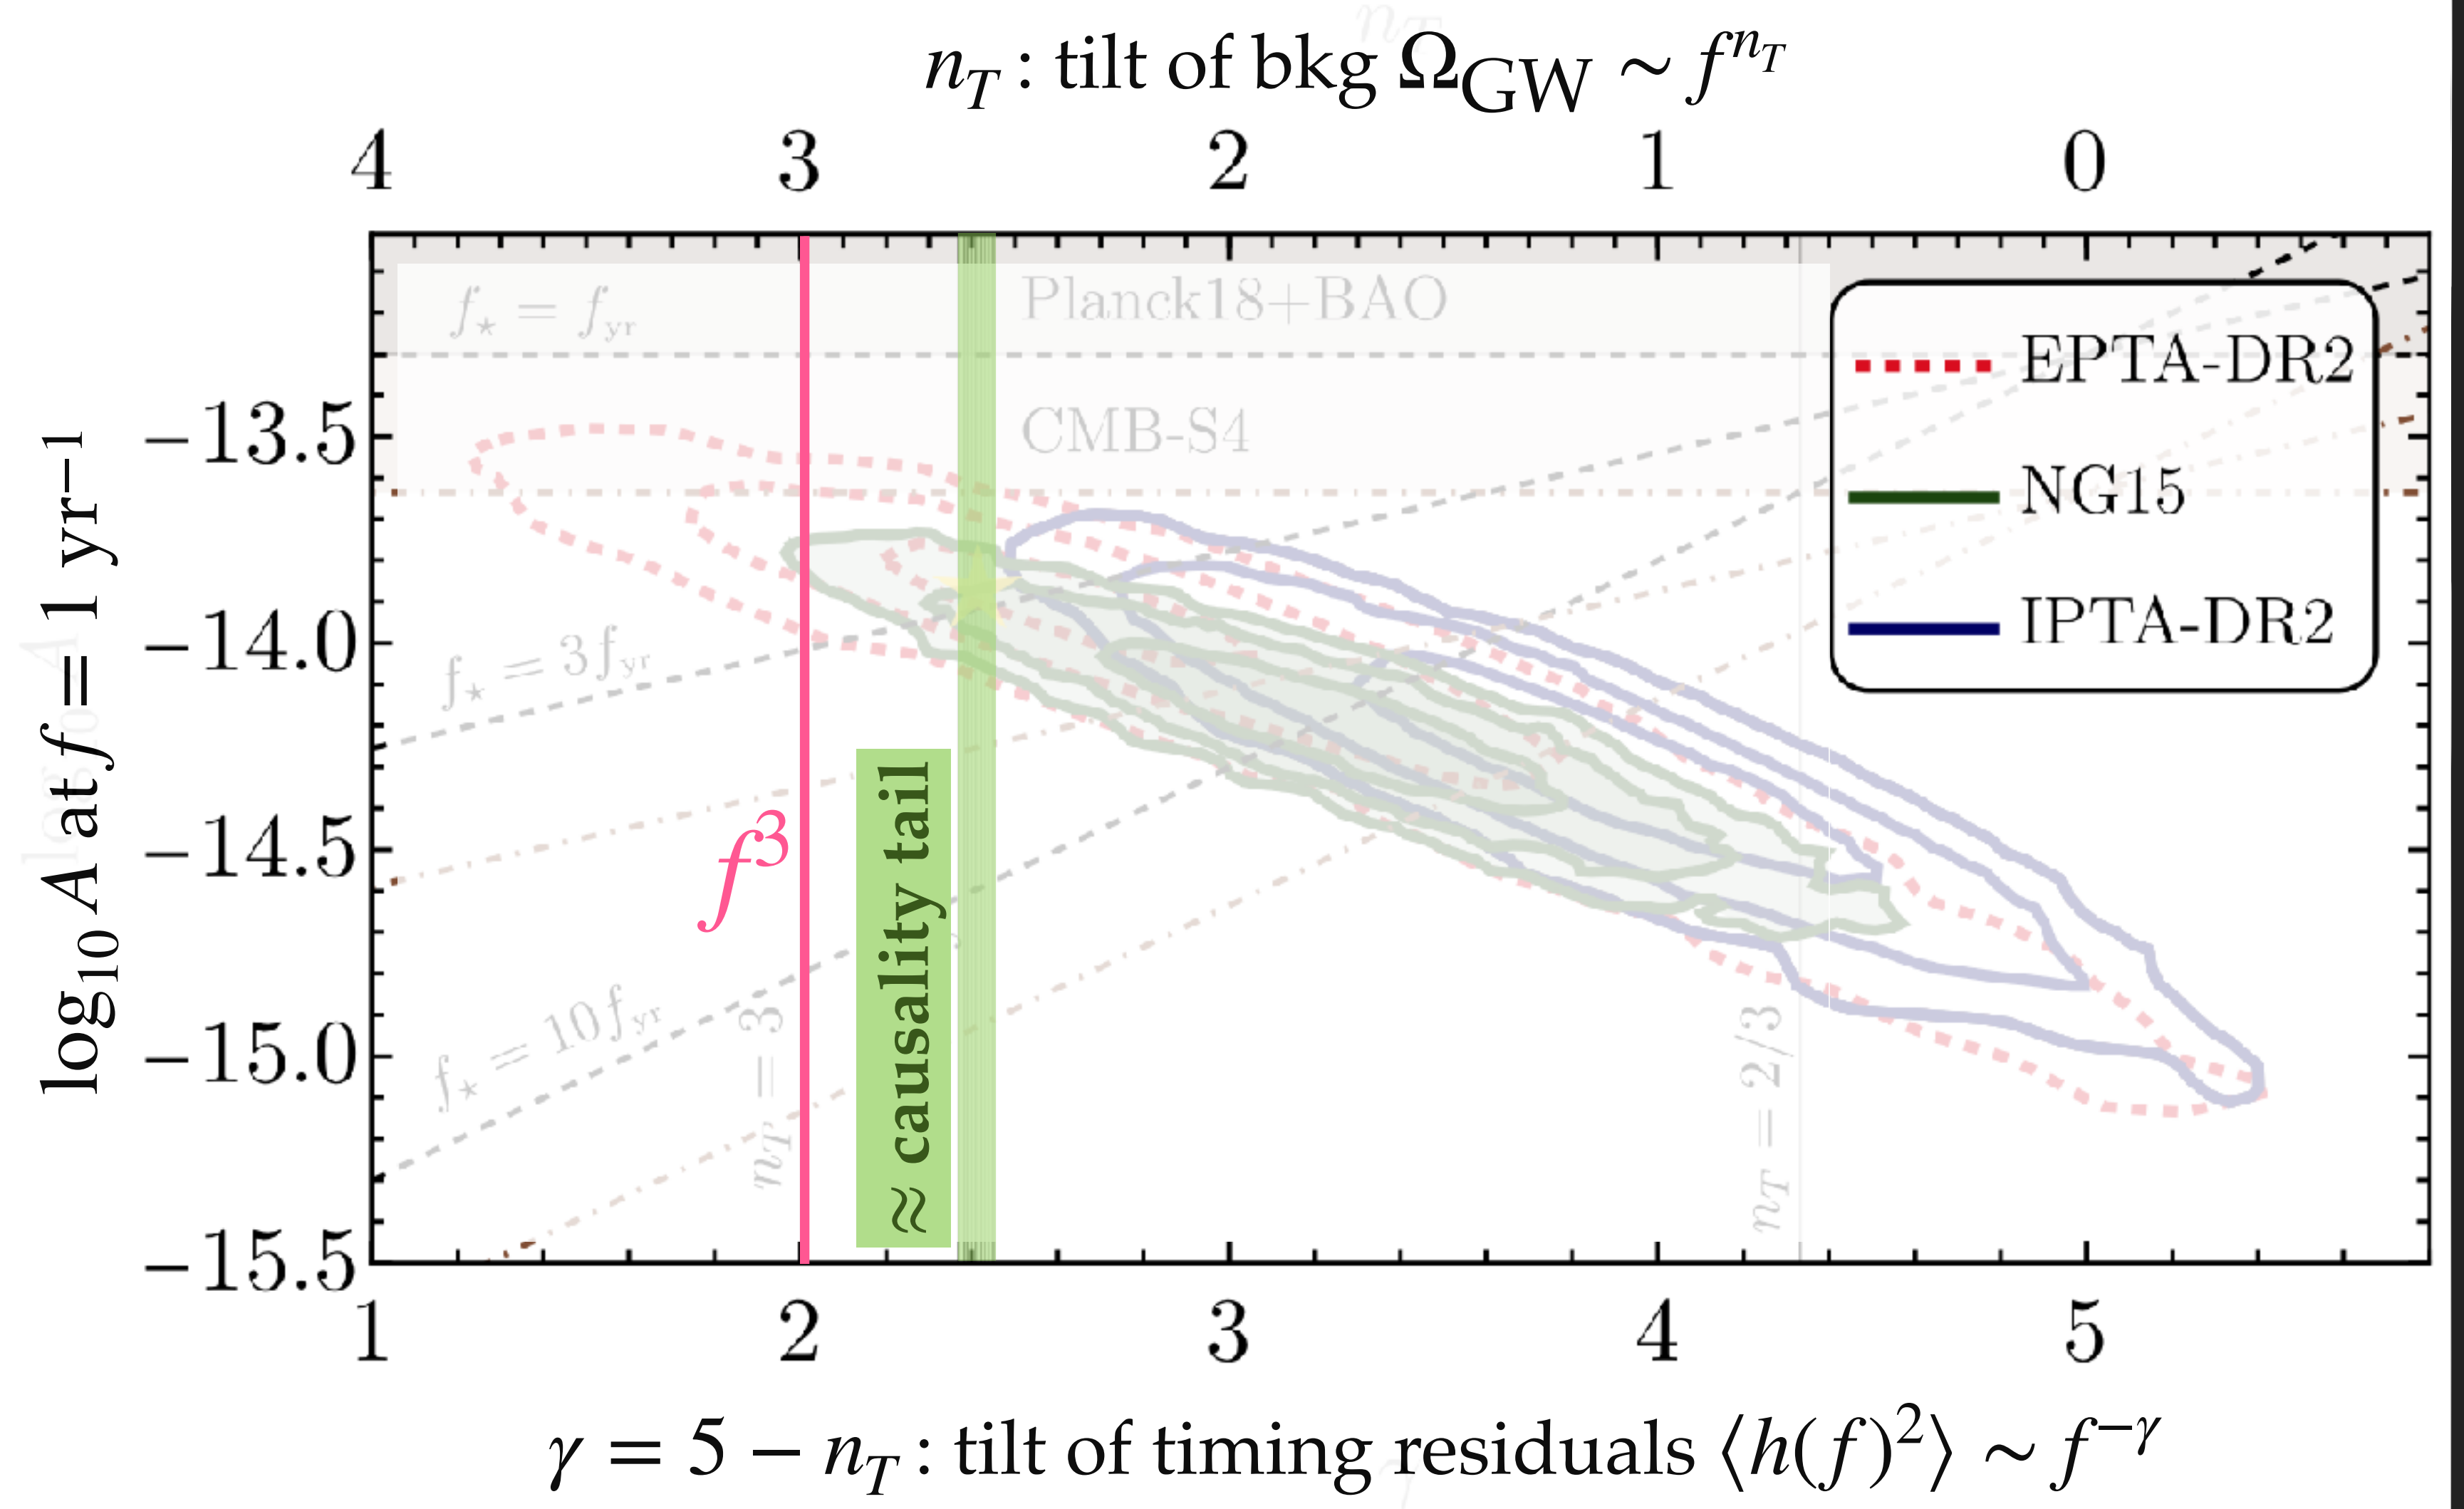 n_T : tilt of bkg Ω_GW ~ f^{n_T}
4 3 2 1 0
f⋆ = f_yr
Planck18+BAO
CMB-S4
EPTA-DR2
NG15
IPTA-DR2
log₁₀ A at f = 1 yr⁻¹
−13.5
−14.0
−14.5
−15.0
−15.5
f⋆ = 3f_yr
f⋆ = 10f_yr
f³
n_T = 3
≈ causality tail
n_T = 2/3
1 2 3 4 5
γ = 5 − n_T : tilt of timing residuals ⟨h(f)²⟩ ~ f^{−γ}